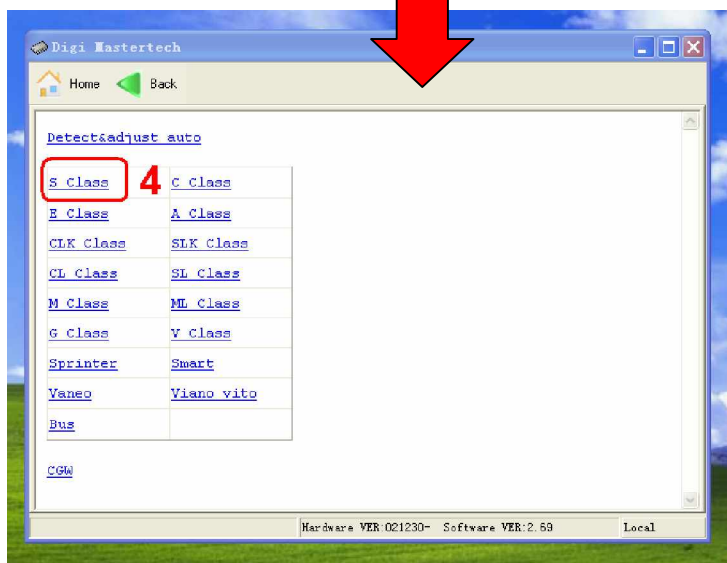 Digi Mastertech
Home Back
Detect&adjust auto
S Class 4 C Class
E Class A Class
CLK Class SLK Class
CL Class SL Class
M Class ML Class
G Class V Class
Sprinter Smart
Vaneo Viano vito
Bus
CGW
Hardware VER:021230- Software VER:2.69 Local